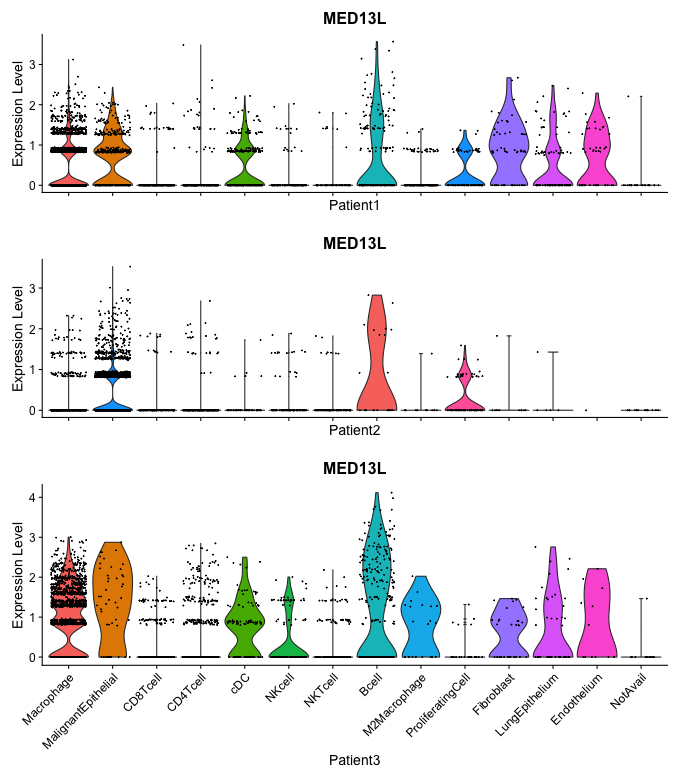 MED13L
Expression Level
3
2
1
0
Patient1
MED13L
Expression Level
3
2
1
0
Patient2
MED13L
Expression Level
4
3
2
1
0
Macrophage
MalignantEpithelial
CD8Tcell
CD4Tcell
cDC
NKcell
NKTcell
Bcell
M2Macrophage
ProliferatingCell
Fibroblast
LungEpithelium
Endothelium
NotAvail
Patient3